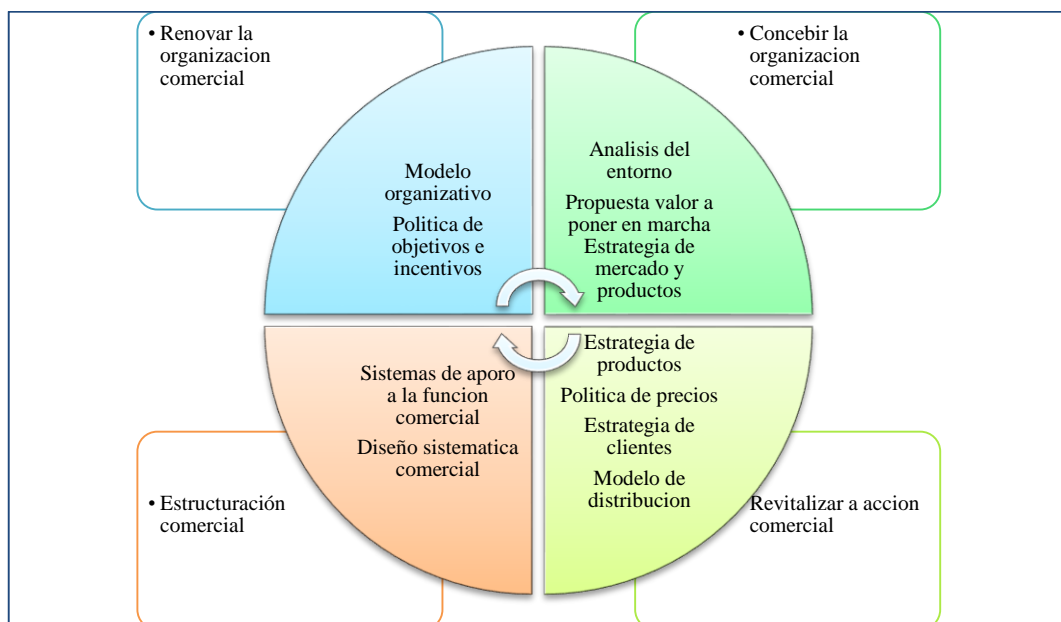 • Renovar la
organizacion
comercial
• Concebir la
organizacion
comercial
Modelo
organizativo
Politica de
objetivos e
incentivos
Analisis del
entorno
Propuesta valor a
poner en marcha
Estrategia de
mercado y
productos
Sistemas de aporo
a la funcion
comercial
Diseño sistematica
comercial
Estrategia de
productos
Politica de precios
Estrategia de
clientes
Modelo de
distribucion
• Estructuración
comercial
Revitalizar a accion
comercial